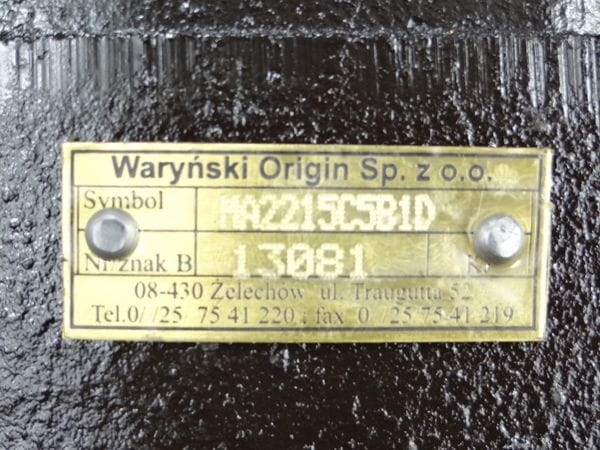 Waryński Origin Sp. z o.o.
Symbol MA2215C5B1D
Nr/znak B 13081
08-430 Żelechów ul. Traugutta 52
Tel.0/ /25 75 41 220 ; fax 0 /25 75 41 219